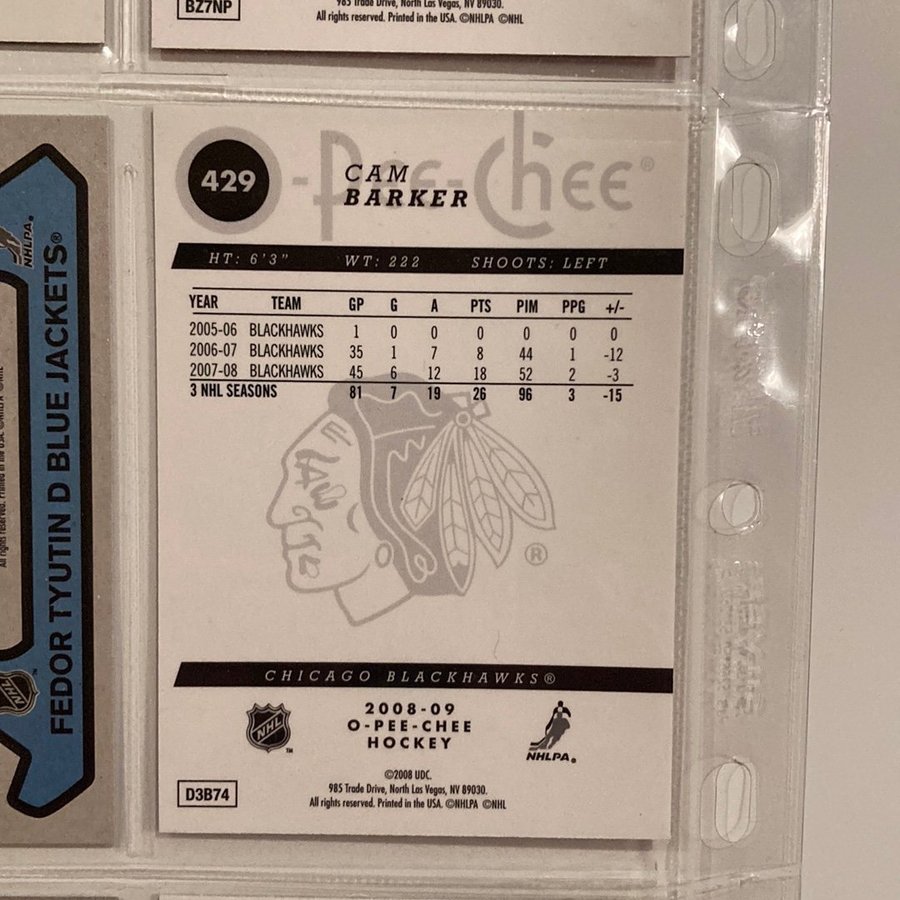 BZ7NP
985 Trade Drive, North Las Vegas, NV 89030.
All rights reserved. Printed in the USA. ©NHLPA ©NHL
429
O-Pee-Chee®
CAM
BARKER
HT: 6'3" WT: 222 SHOOTS: LEFT
YEAR TEAM GP G A PTS PIM PPG +/-
2005-06 BLACKHAWKS 1 0 0 0 0 0 0
2006-07 BLACKHAWKS 35 1 7 8 44 1 -12
2007-08 BLACKHAWKS 45 6 12 18 52 2 -3
3 NHL SEASONS 81 7 19 26 96 3 -15
®
CHICAGO BLACKHAWKS®
2008-09
O-PEE-CHEE
HOCKEY
NHL
TM
NHLPA.
©2008 UDC.
985 Trade Drive, North Las Vegas, NV 89030.
All rights reserved. Printed in the USA. ©NHLPA ©NHL
D3B74
FEDOR TYUTIN D BLUE JACKETS®
NHLPA.
NHL